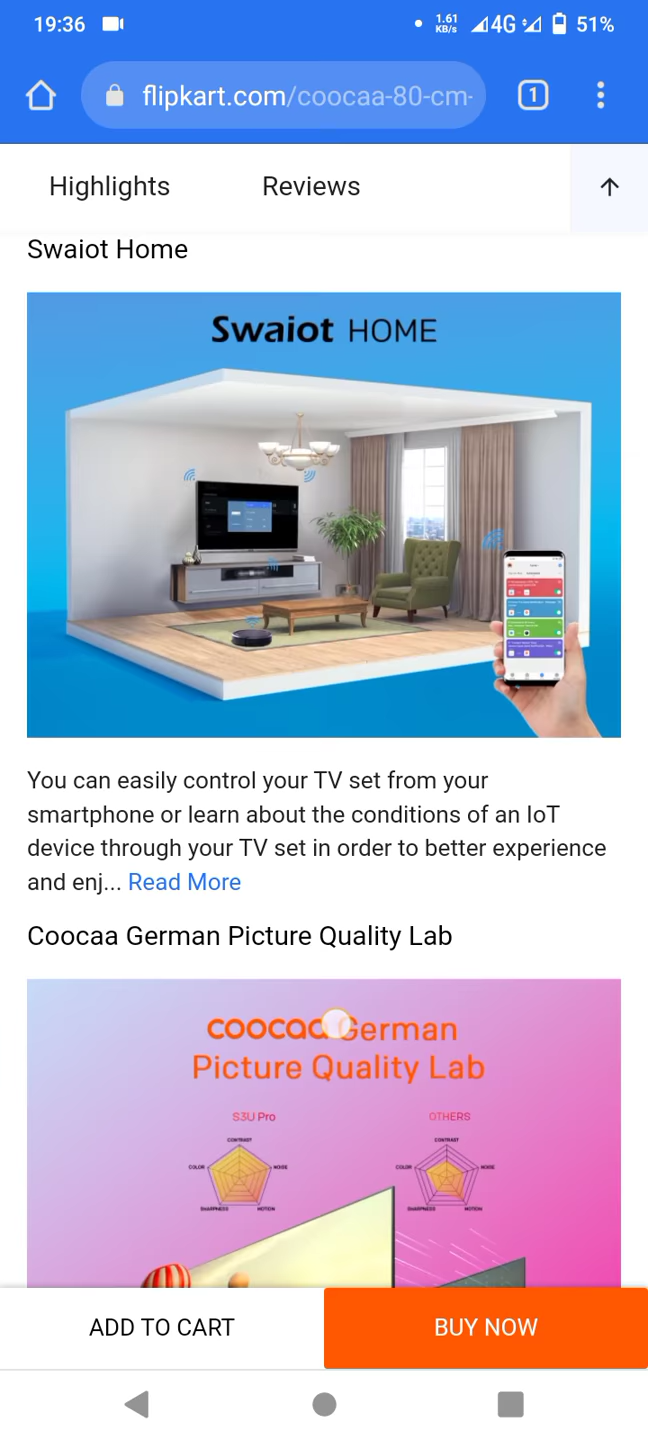 19:36
1.61
KB/s
4G
51%
flipkart.com/coocaa-80-cm-
1
Highlights
Reviews
Swaiot Home
Swaiot HOME
You can easily control your TV set from your
smartphone or learn about the conditions of an IoT
device through your TV set in order to better experience
and enj... Read More
Coocaa German Picture Quality Lab
coocaa German
Picture Quality Lab
S3U Pro
OTHERS
CONTRAST
CONTRAST
COLOR
NOISE
COLOR
NOISE
SHARPNESS
MOTION
SHARPNESS
MOTION
ADD TO CART
BUY NOW